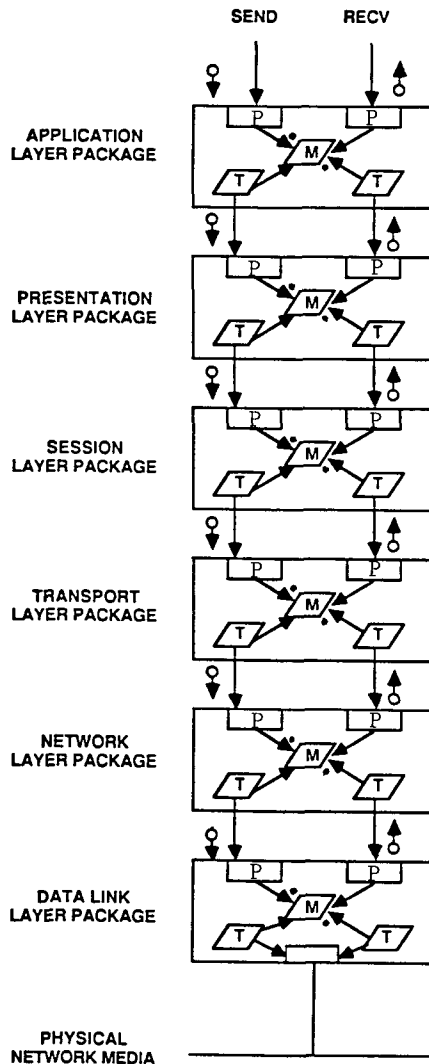 SEND RECV
P P
APPLICATION
LAYER PACKAGE
M
T T
P P
PRESENTATION
LAYER PACKAGE
M
T T
P P
SESSION
LAYER PACKAGE
M
T T
P P
TRANSPORT
LAYER PACKAGE
M
T T
P P
NETWORK
LAYER PACKAGE
M
T T
P P
DATA LINK
LAYER PACKAGE
M
T T
PHYSICAL
NETWORK MEDIA